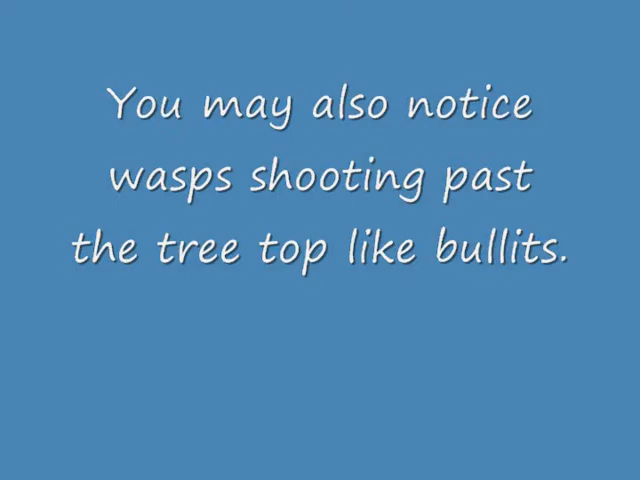 You may also notice
wasps shooting past
the tree top like bullits.